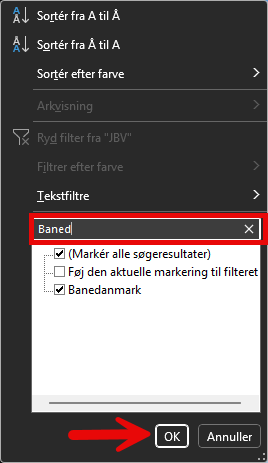 Sortér fra A til Å
Sortér fra Å til A
Sortér efter farve
Arkvisning
Ryd filter fra "JBV"
Filtrer efter farve
Tekstfiltre
Baned
(Markér alle søgeresultater)
Føj den aktuelle markering til filteret
Banedanmark
OK
Annuller